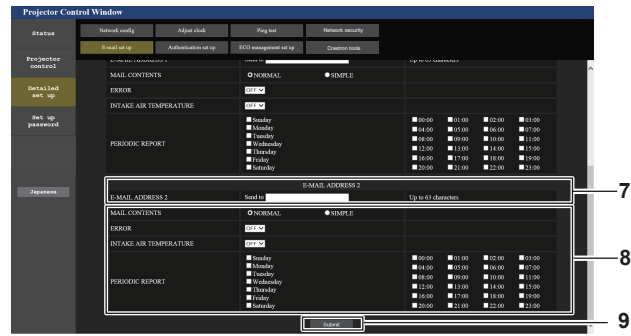 Projector Control Window
Status
Projector control
Detailed set up
Set up password
Japanese
Network config Adjust clock Ping test Network security
E-mail set up Authentication set up ECO management set up Crestron tools
E-MAIL ADDRESS 1 Send to Up to 63 characters
MAIL CONTENTS NORMAL SIMPLE
ERROR OFF
INTAKE AIR TEMPERATURE OFF
PERIODIC REPORT
Sunday 00:00 01:00 02:00 03:00
Monday 04:00 05:00 06:00 07:00
Tuesday 08:00 09:00 10:00 11:00
Wednesday 12:00 13:00 14:00 15:00
Thursday 16:00 17:00 18:00 19:00
Friday 20:00 21:00 22:00 23:00
Saturday
E-MAIL ADDRESS 2
E-MAIL ADDRESS 2 Send to Up to 63 characters
7
MAIL CONTENTS NORMAL SIMPLE
ERROR OFF
INTAKE AIR TEMPERATURE OFF
8
PERIODIC REPORT
Sunday 00:00 01:00 02:00 03:00
Monday 04:00 05:00 06:00 07:00
Tuesday 08:00 09:00 10:00 11:00
Wednesday 12:00 13:00 14:00 15:00
Thursday 16:00 17:00 18:00 19:00
Friday 20:00 21:00 22:00 23:00
Saturday
Submit
9